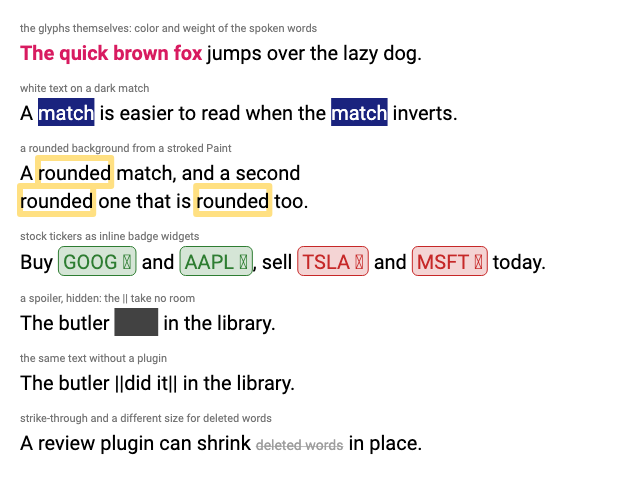 the glyphs themselves: color and weight of the spoken words
The quick brown fox jumps over the lazy dog.
white text on a dark match
A match is easier to read when the match inverts.
a rounded background from a stroked Paint
A rounded match, and a second
rounded one that is rounded too.
stock tickers as inline badge widgets
Buy GOOG and AAPL, sell TSLA and MSFT today.
a spoiler, hidden: the || take no room
The butler in the library.
the same text without a plugin
The butler ||did it|| in the library.
strike-through and a different size for deleted words
A review plugin can shrink deleted words in place.